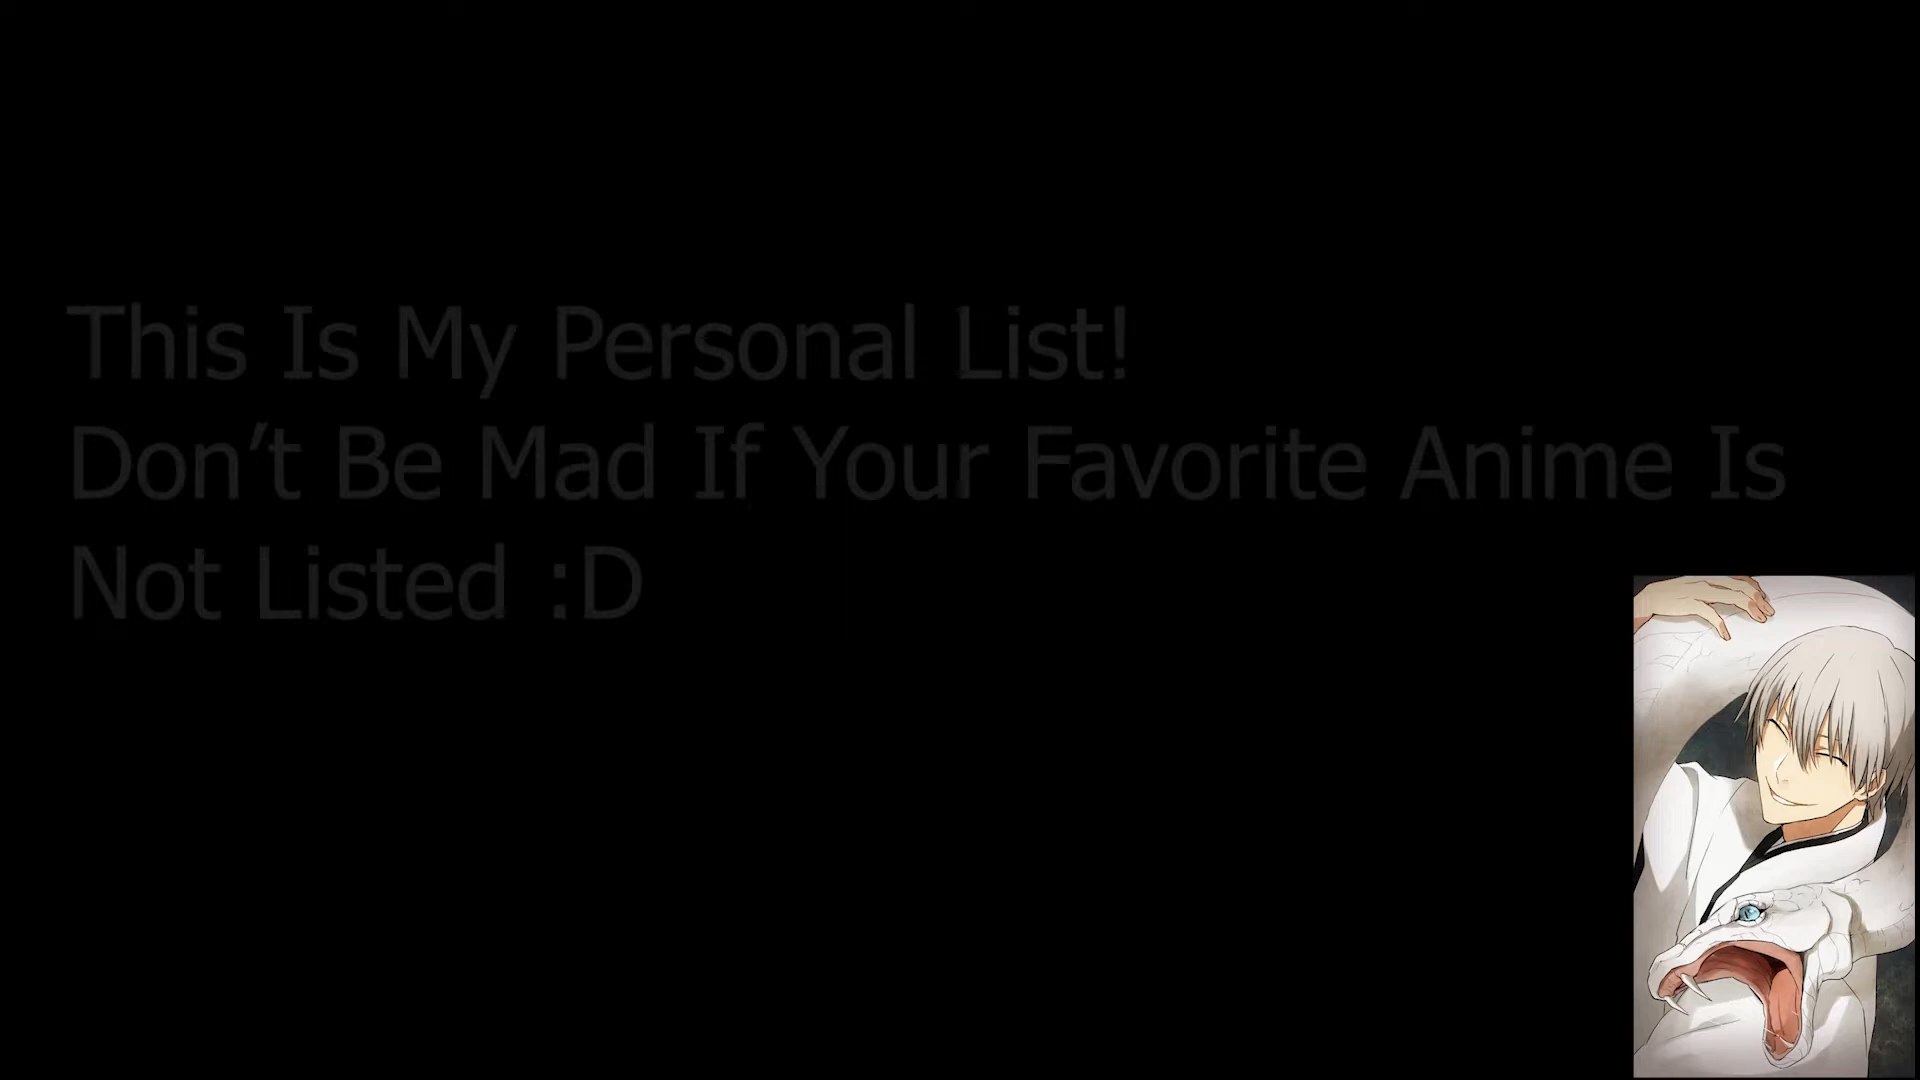 This Is My Personal List!
Don’t Be Mad If Your Favorite Anime Is
Not Listed :D